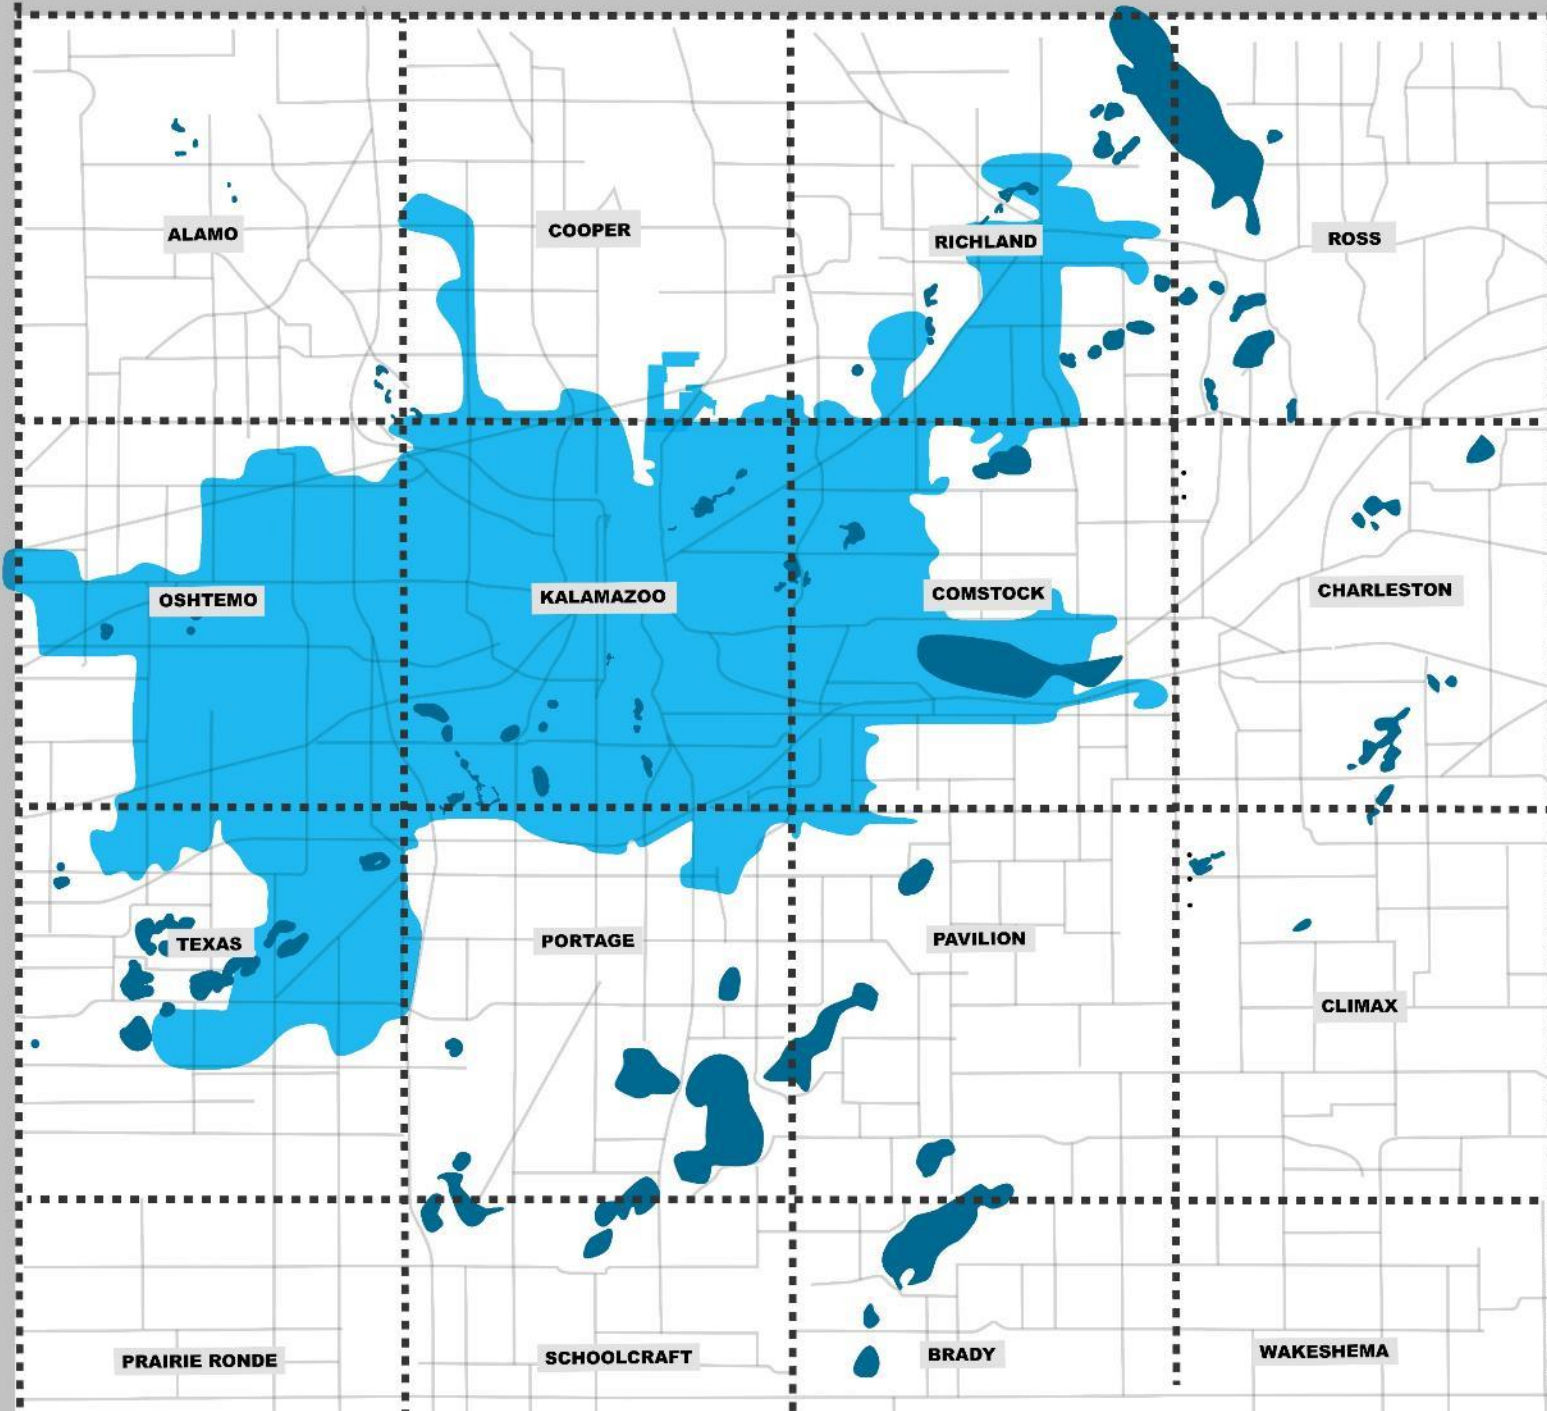 ALAMO
COOPER
RICHLAND
ROSS
OSHTEMO
KALAMAZOO
COMSTOCK
CHARLESTON
TEXAS
PORTAGE
PAVILION
CLIMAX
PRAIRIE RONDE
SCHOOLCRAFT
BRADY
WAKESHEMA